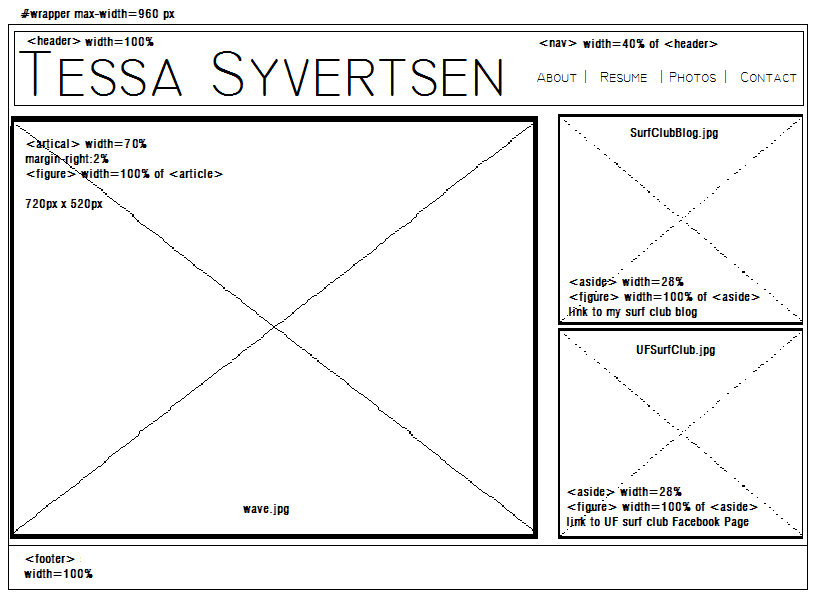 #wrapper max-width=960 px
<header> width=100%
<nav> width=40% of <header>
TESSA SYVERTSEN
ABOUT | RESUME | PHOTOS | CONTACT
<artical> width=70%
margin-right:2%
<figure> width=100% of <article>
720px x 520px
wave.jpg
SurfClubBlog.jpg
<aside> width=28%
<figure> width=100% of <aside>
link to my surf club blog
UFSurfClub.jpg
<aside> width=28%
<figure> width=100% of <aside>
link to UF surf club Facebook Page
<footer>
width=100%